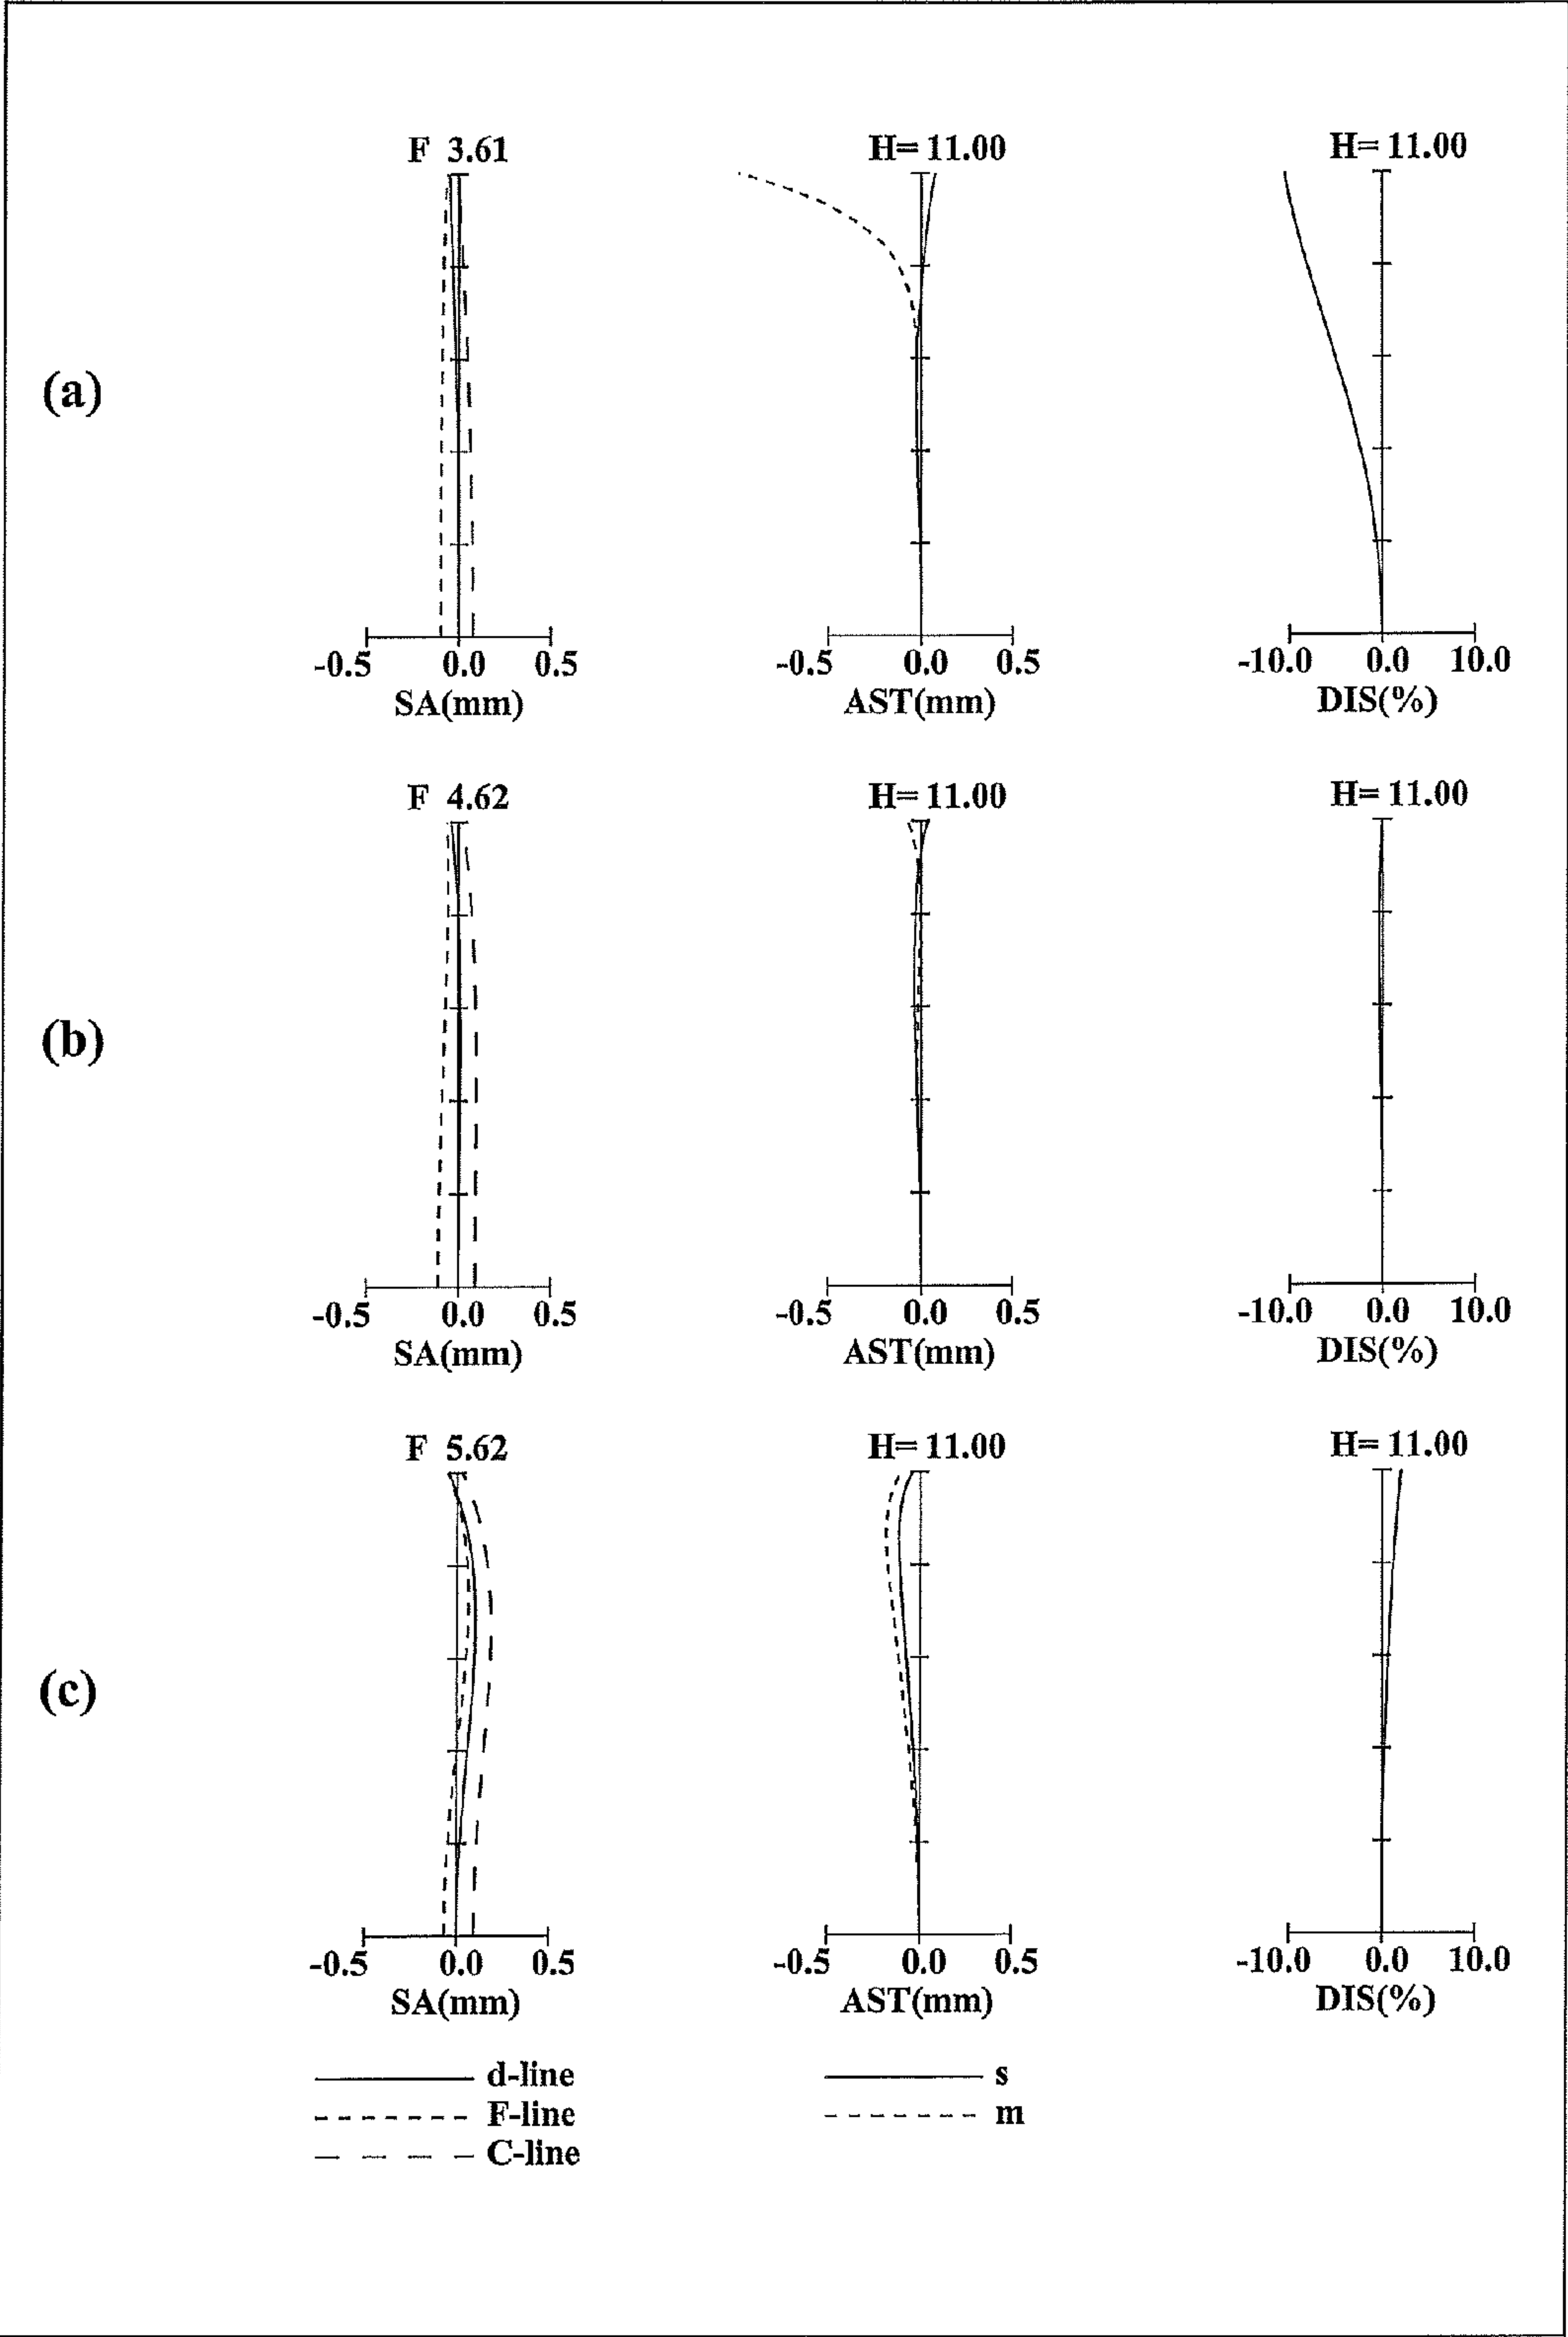 F 3.61 H= 11.00 H= 11.00
(a)
-0.5 0.0 0.5 -0.5 0.0 0.5 -10.0 0.0 10.0
SA(mm) AST(mm) DIS(%)
F 4.62 H= 11.00 H= 11.00
(b)
-0.5 0.0 0.5 -0.5 0.0 0.5 -10.0 0.0 10.0
SA(mm) AST(mm) DIS(%)
F 5.62 H= 11.00 H= 11.00
(c)
-0.5 0.0 0.5 -0.5 0.0 0.5 -10.0 0.0 10.0
SA(mm) AST(mm) DIS(%)
d-line s
F-line m
C-line